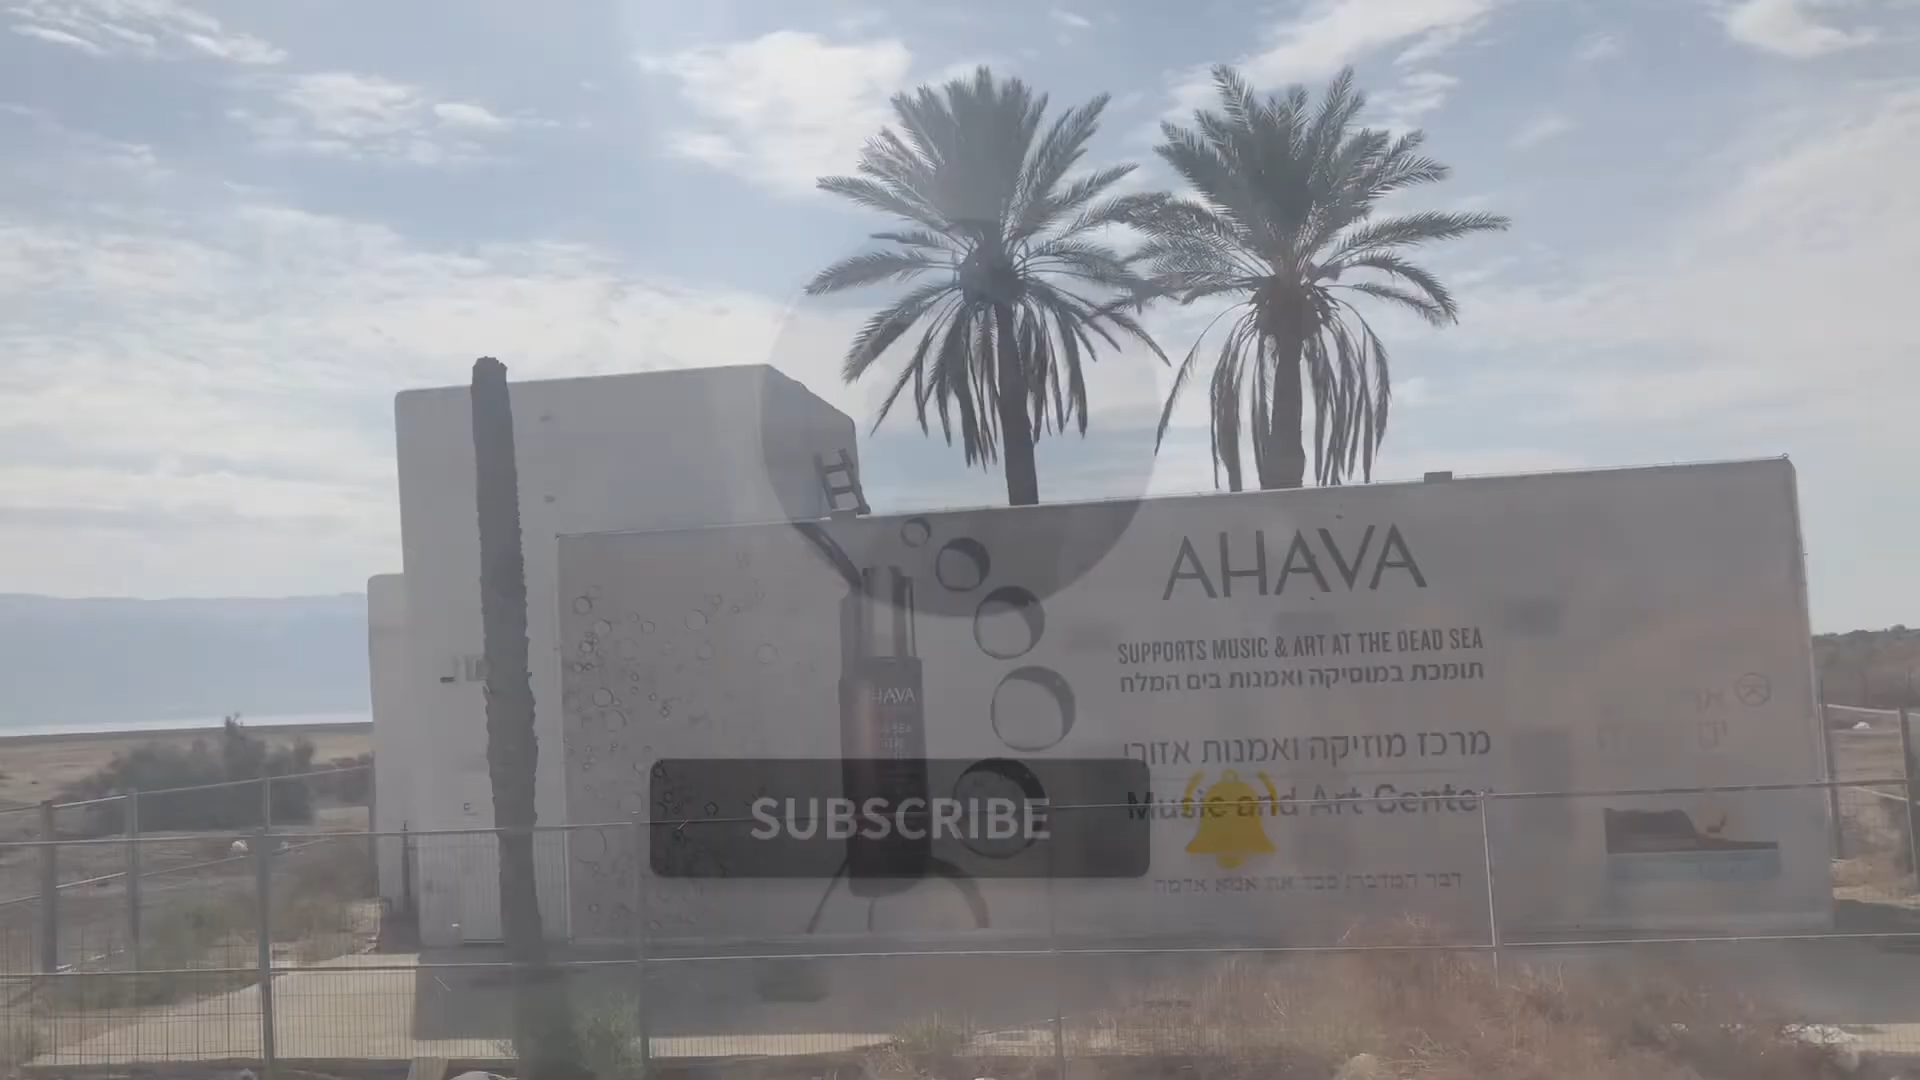 AHAVA
SUPPORTS MUSIC & ART AT THE DEAD SEA
תומכת במוסיקה ואמנות בים המלח
AHAVA
מרכז מוזיקה ואמנות אזורי
Music and Art Center
SUBSCRIBE